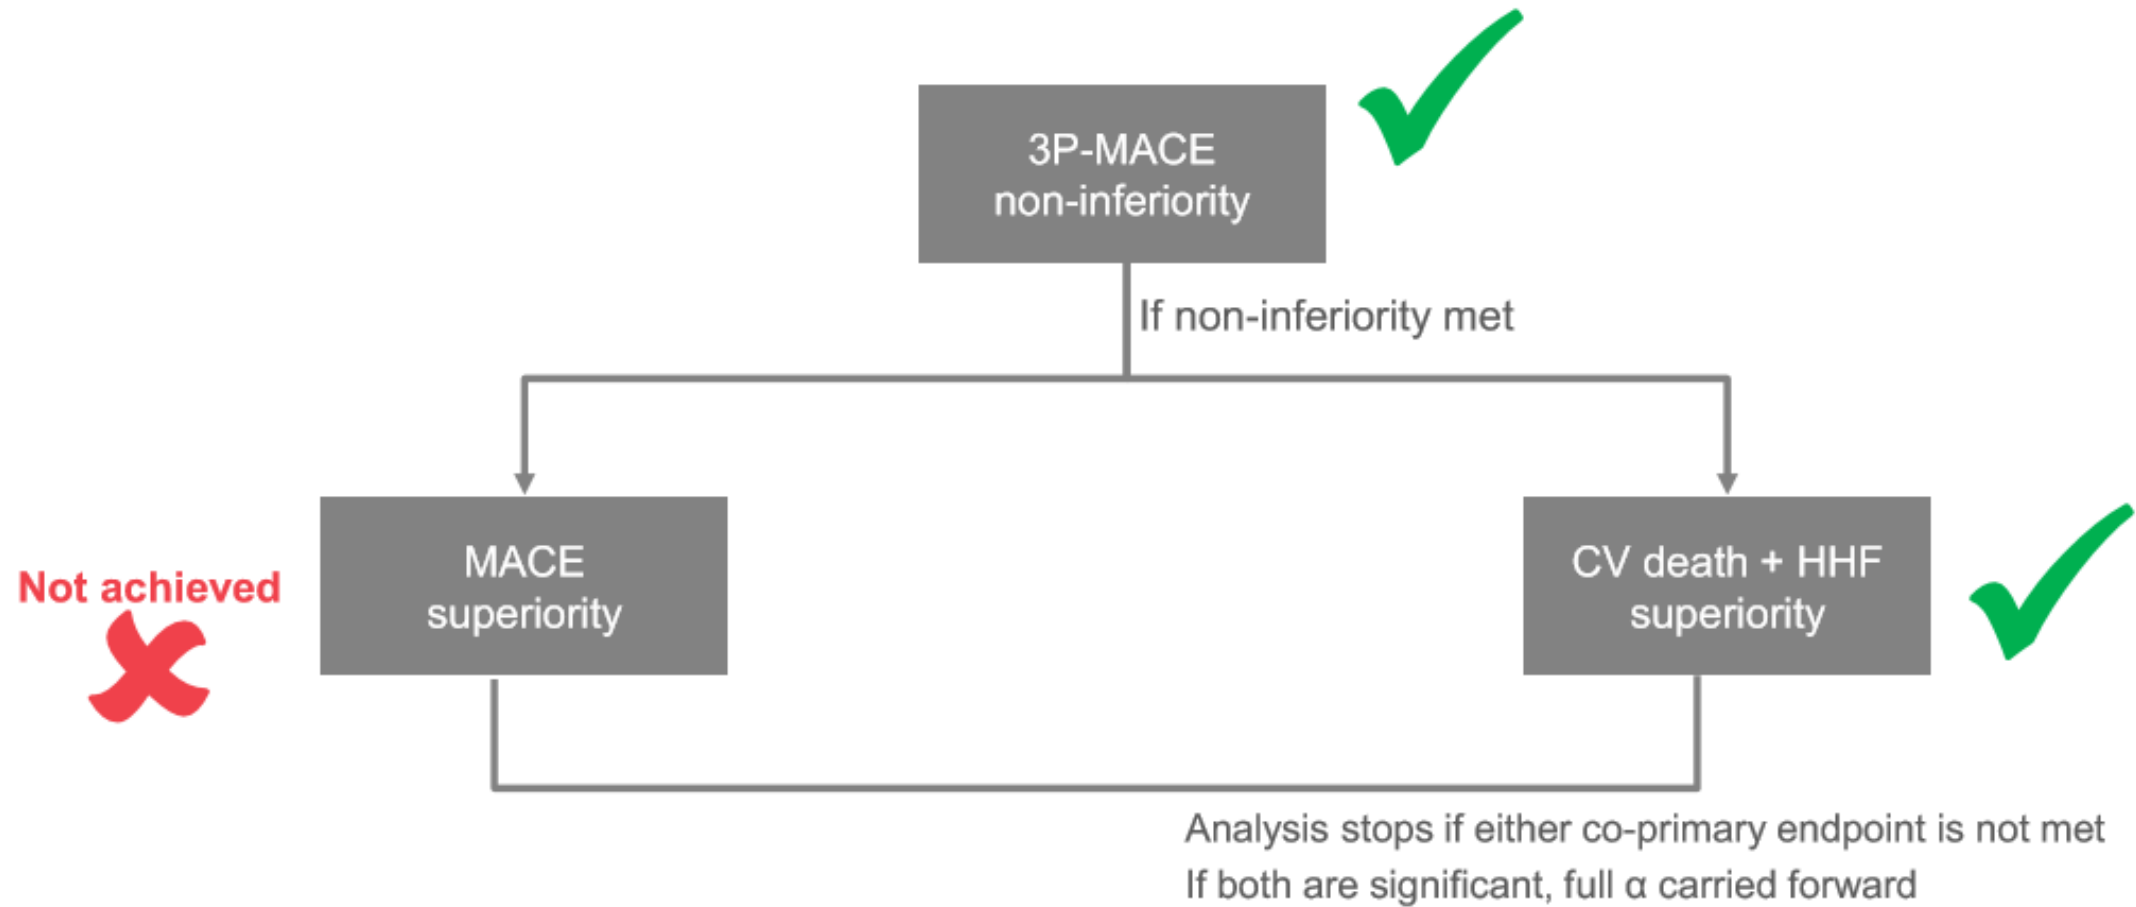 3P-MACE
non-inferiority
If non-inferiority met
Not achieved
MACE
superiority
CV death + HHF
superiority
Analysis stops if either co-primary endpoint is not met
If both are significant, full α carried forward